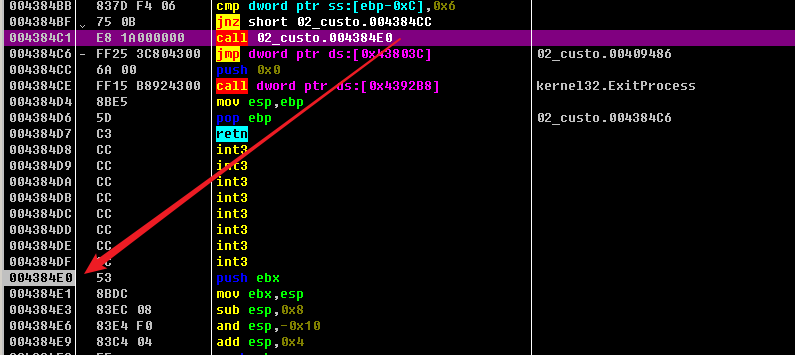 004384BB 837D F4 06 cmp dword ptr ss:[ebp-0xC],0x6
004384BF 75 0B jnz short 02_custo.004384CC
004384C1 E8 1A000000 call 02_custo.004384E0
004384C6 - FF25 3C804300 jmp dword ptr ds:[0x43803C] 02_custo.00409486
004384CC 6A 00 push 0x0
004384CE FF15 B8924300 call dword ptr ds:[0x4392B8] kernel32.ExitProcess
004384D4 8BE5 mov esp,ebp
004384D6 5D pop ebp 02_custo.004384C6
004384D7 C3 retn
004384D8 CC int3
004384D9 CC int3
004384DA CC int3
004384DB CC int3
004384DC CC int3
004384DD CC int3
004384DE CC int3
004384DF int3
004384E0 53 push ebx
004384E1 8BDC mov ebx,esp
004384E3 83EC 08 sub esp,0x8
004384E6 83E4 F0 and esp,-0x10
004384E9 83C4 04 add esp,0x4